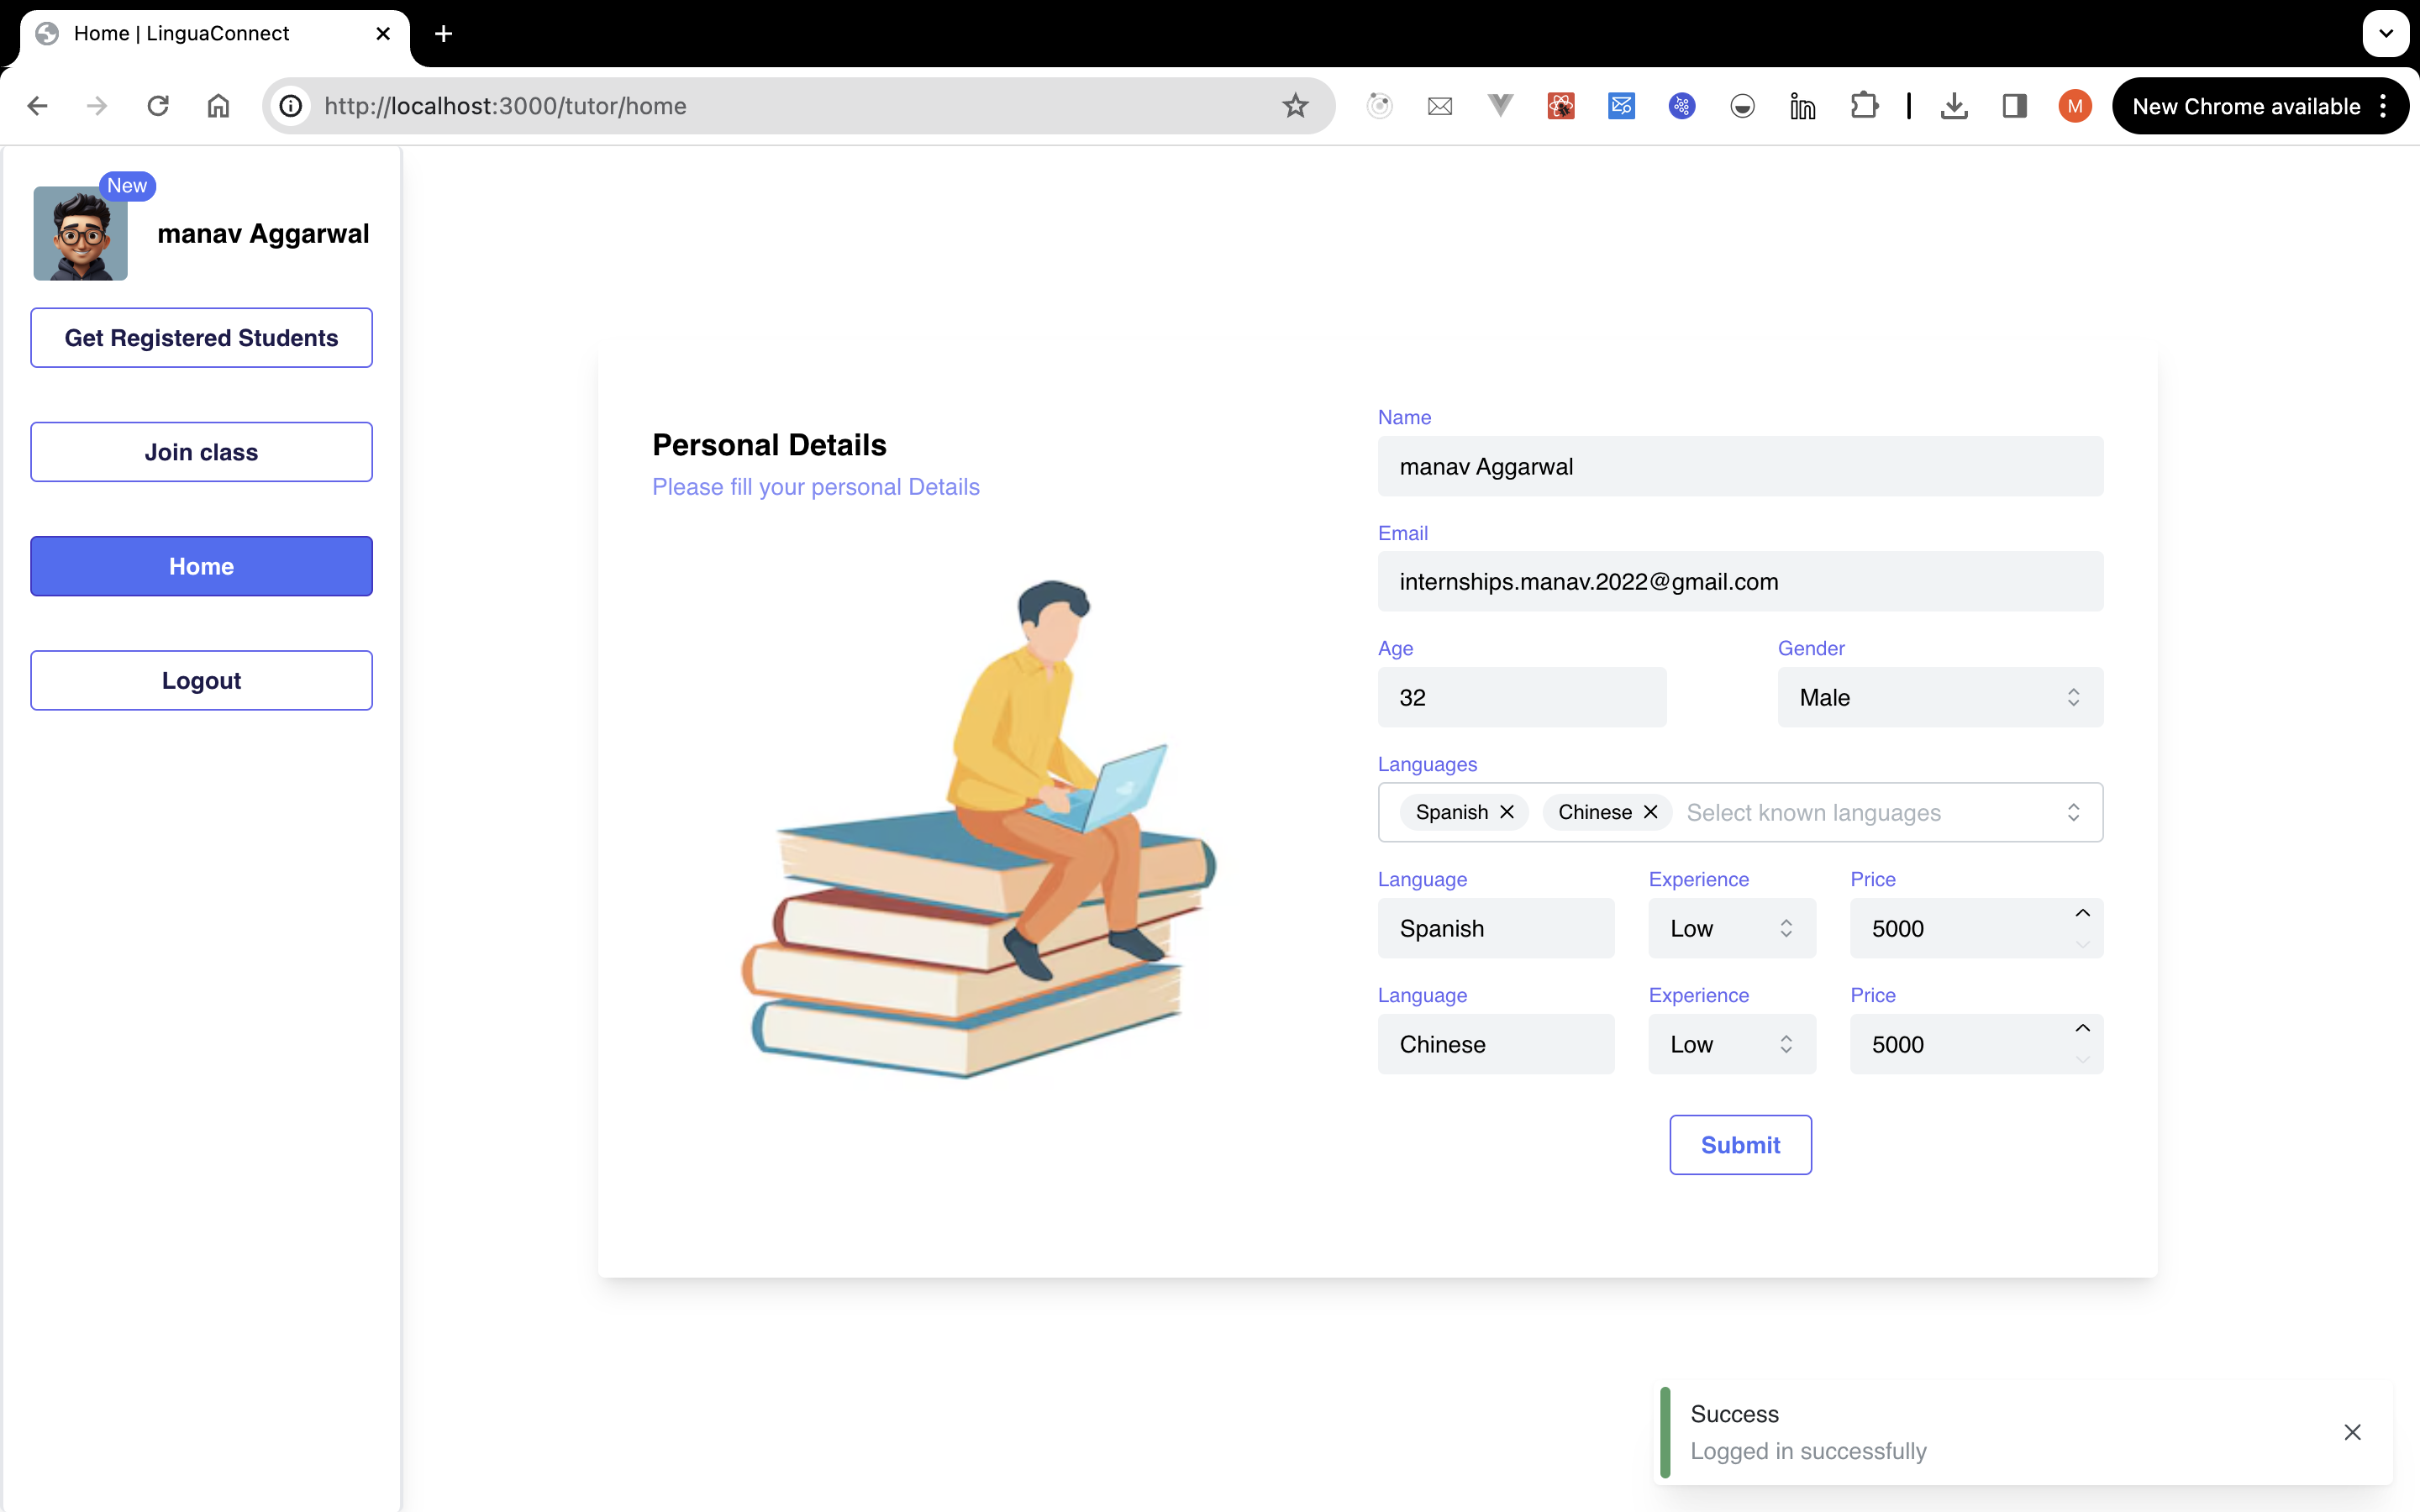 Home | LinguaConnect
http://localhost:3000/tutor/home
M
New Chrome available
New
manav Aggarwal
Get Registered Students
Join class
Home
Logout
Personal Details
Please fill your personal Details
Name
manav Aggarwal
Email
internships.manav.2022@gmail.com
Age Gender
32 Male
Languages
Spanish Chinese Select known languages
Language Experience Price
Spanish Low 5000
Language Experience Price
Chinese Low 5000
Submit
Success
Logged in successfully